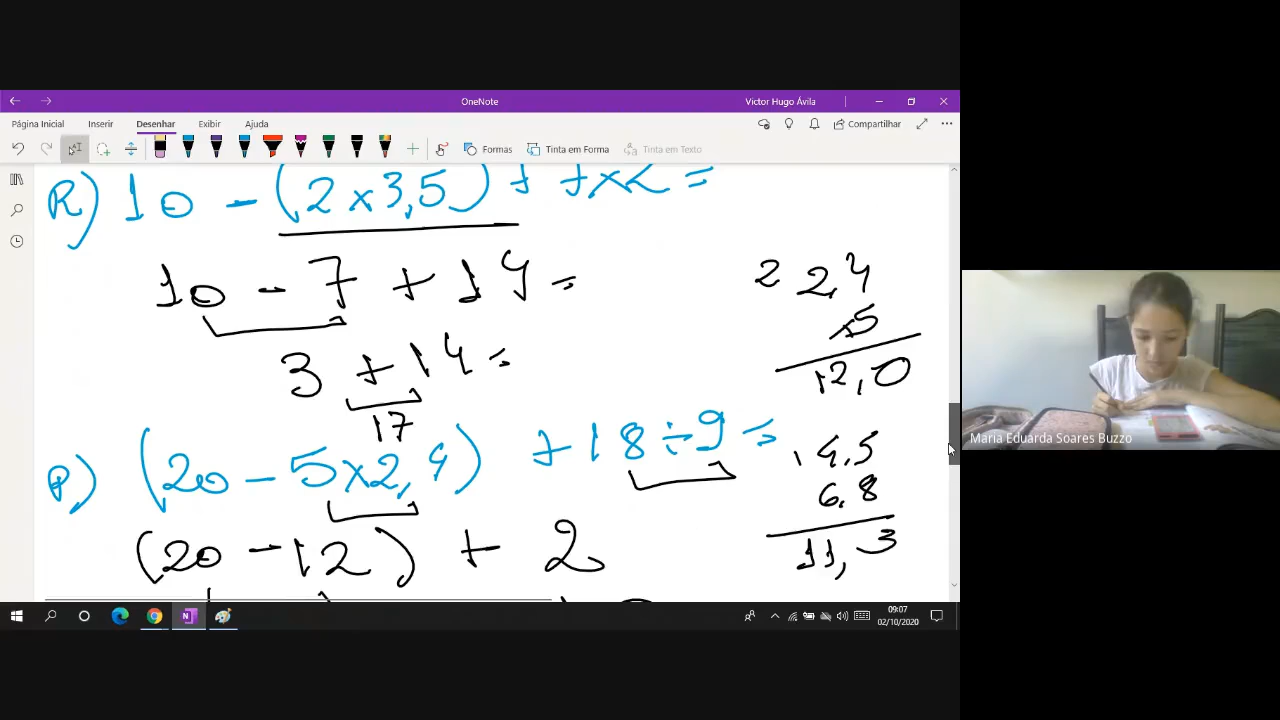 OneNote
Victor Hugo Ávila
Página Inicial Inserir Desenhar Exibir Ajuda
Compartilhar
Formas Tinta em Forma Tinta em Texto
R) 10 - (2 x 3,5) + 7x2 =
10 - 7 + 14 =
3 + 14 =
17
2 2,4
x5
12,0
P) (20 - 5x2,4) + 18÷9 =
(20 - 12) + 2
1 4,5
6,8
11,3
Maria Eduarda Soares Buzzo
09:07
02/10/2020